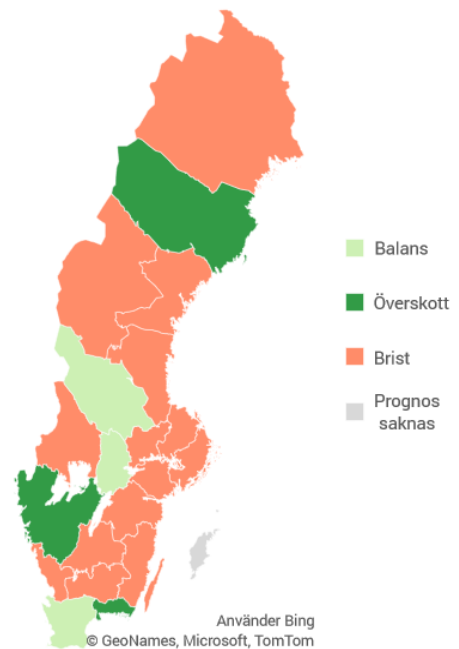 Balans
Överskott
Brist
Prognos
saknas
Använder Bing
© GeoNames, Microsoft, TomTom